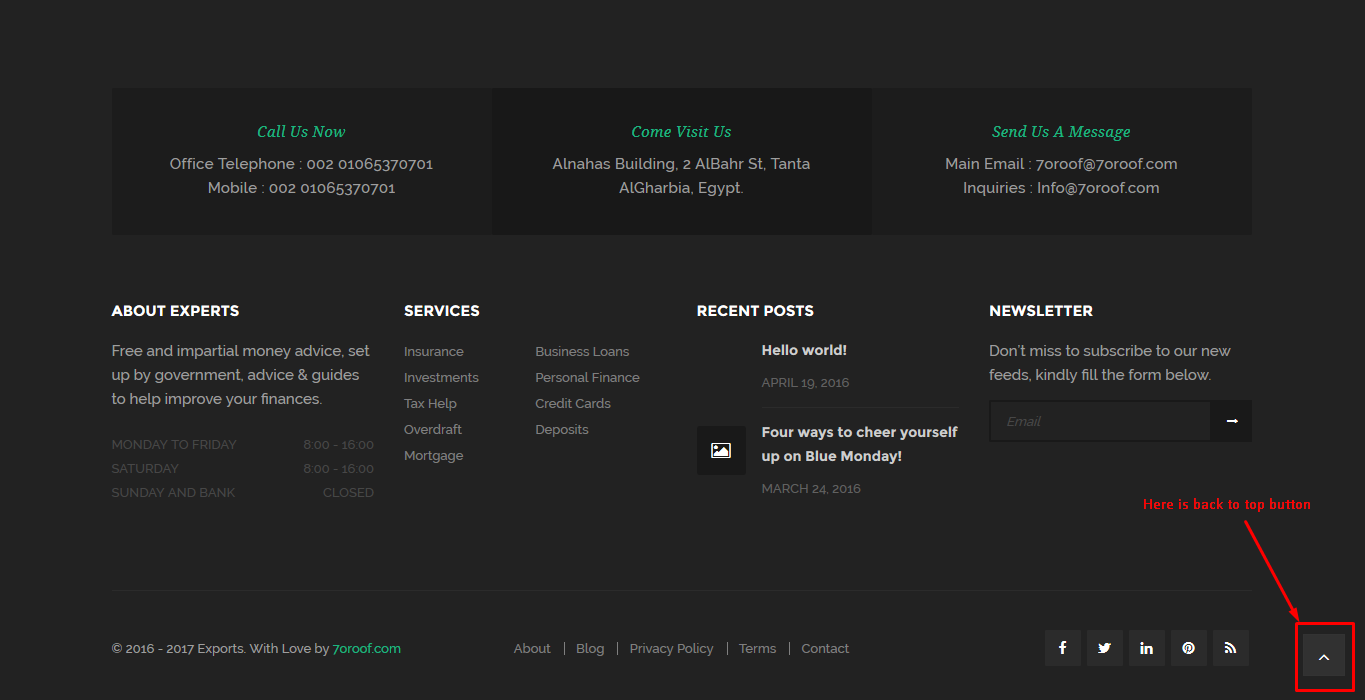 Call Us Now
Office Telephone : 002 01065370701
Mobile : 002 01065370701
Come Visit Us
Alnahas Building, 2 AlBahr St, Tanta
AlGharbia, Egypt.
Send Us A Message
Main Email : 7oroof@7oroof.com
Inquiries : Info@7oroof.com
ABOUT EXPERTS
Free and impartial money advice, set
up by government, advice & guides
to help improve your finances.
MONDAY TO FRIDAY 8:00 - 16:00
SATURDAY 8:00 - 16:00
SUNDAY AND BANK CLOSED
SERVICES
Insurance
Investments
Tax Help
Overdraft
Mortgage
Business Loans
Personal Finance
Credit Cards
Deposits
RECENT POSTS
Hello world!
APRIL 19, 2016
Four ways to cheer yourself
up on Blue Monday!
MARCH 24, 2016
NEWSLETTER
Don't miss to subscribe to our new
feeds, kindly fill the form below.
Email
Here is back to top button
© 2016 - 2017 Exports. With Love by 7oroof.com
About | Blog | Privacy Policy | Terms | Contact